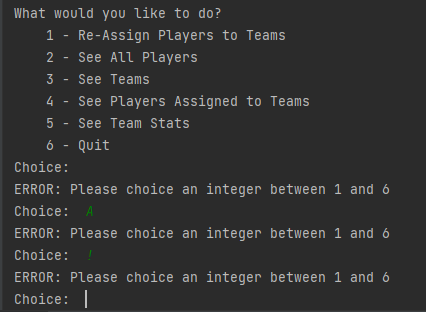 What would you like to do?
1 - Re-Assign Players to Teams
2 - See All Players
3 - See Teams
4 - See Players Assigned to Teams
5 - See Team Stats
6 - Quit
Choice:
ERROR: Please choice an integer between 1 and 6
Choice: A
ERROR: Please choice an integer between 1 and 6
Choice: !
ERROR: Please choice an integer between 1 and 6
Choice: